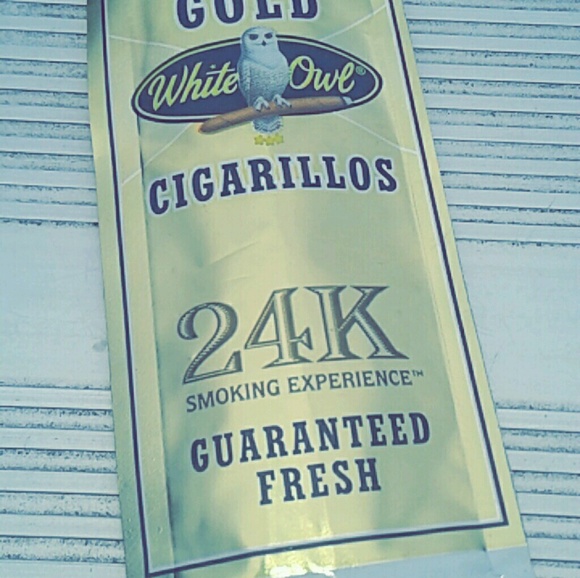 GOLD
White Owl®
CIGARILLOS
24K
SMOKING EXPERIENCE™
GUARANTEED
FRESH